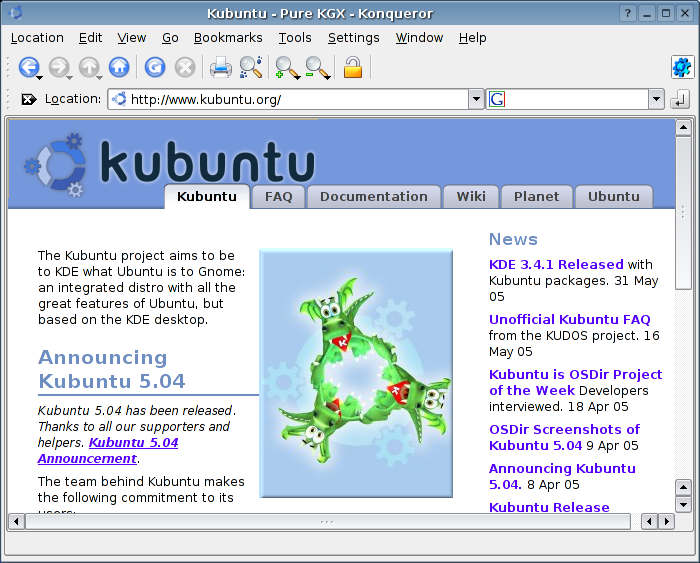 Kubuntu - Pure KGX - Konqueror
Location Edit View Go Bookmarks Tools Settings Window Help
Location: http://www.kubuntu.org/
kubuntu
Kubuntu FAQ Documentation Wiki Planet Ubuntu
The Kubuntu project aims to be
to KDE what Ubuntu is to Gnome:
an integrated distro with all the
great features of Ubuntu, but
based on the KDE desktop.
Announcing
Kubuntu 5.04
Kubuntu 5.04 has been released.
Thanks to all our supporters and
helpers. Kubuntu 5.04
Announcement.
The team behind Kubuntu makes
the following commitment to its
users:
News
KDE 3.4.1 Released with
Kubuntu packages. 31 May
05
Unofficial Kubuntu FAQ
from the KUDOS project. 16
May 05
Kubuntu is OSDir Project
of the Week Developers
interviewed. 18 Apr 05
OSDir Screenshots of
Kubuntu 5.04 9 Apr 05
Announcing Kubuntu
5.04. 8 Apr 05
Kubuntu Release